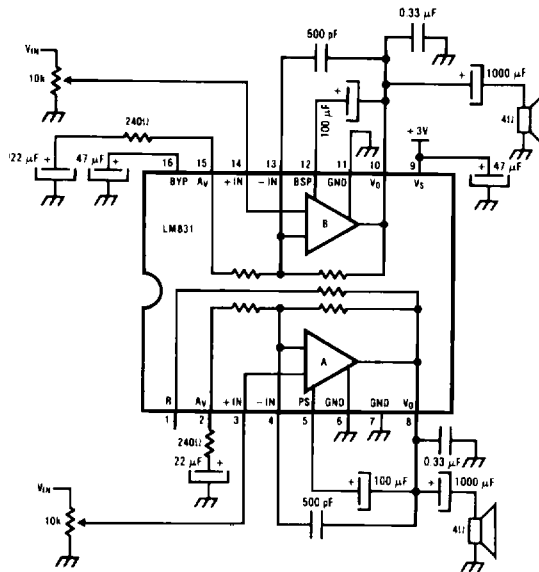 0.33 µF
500 pF
VIN
10k
+
1000 µF
100 µF
+
4Ω
240Ω
+3V
22 µF +
47 µF +
+
47 µF
16 15 14 13 12 11 10 9
BYP AV +IN -IN BSP GND VO VS
B
LM831
A
R AV +IN -IN PS GND GND VO
1 2 3 4 5 6 7 8
240Ω
22 µF +
0.33 µF
VIN
10k
+ 100 µF
+ 1000 µF
500 pF
4Ω